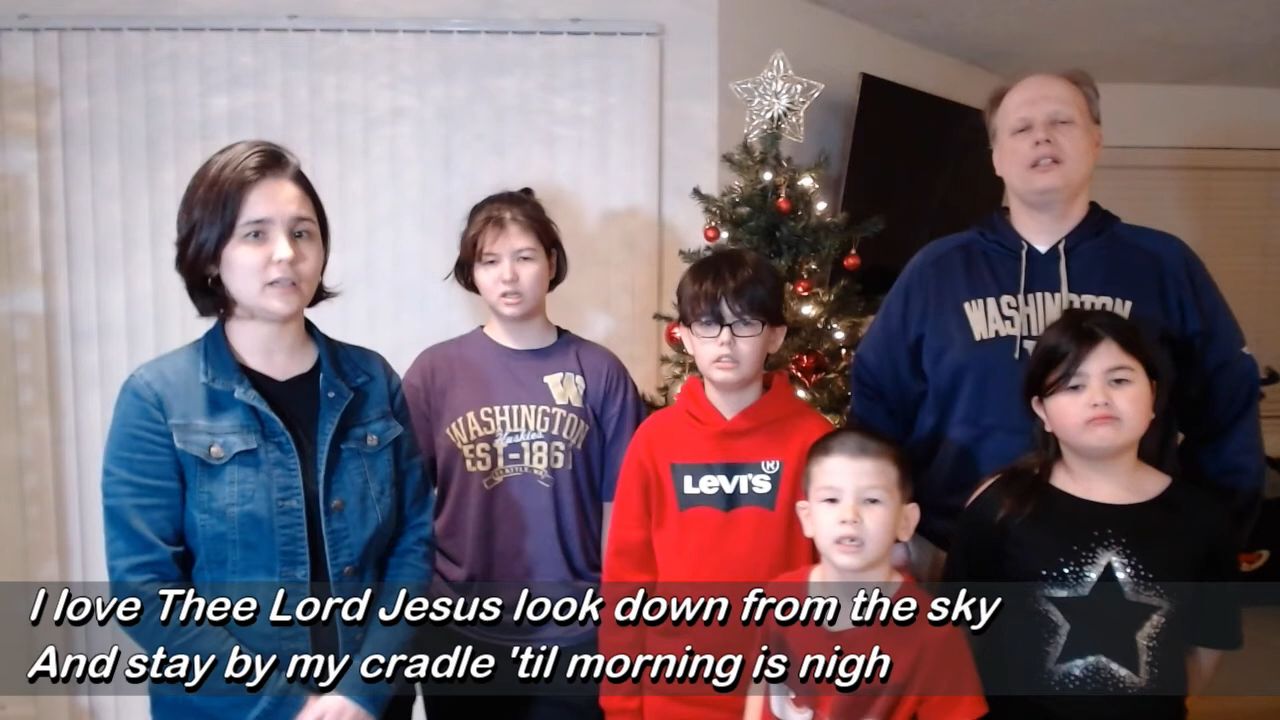 WASHINGTON
W
WASHINGTON
Huskies
EST-186
LEVI'S®
I love Thee Lord Jesus look down from the sky
And stay by my cradle 'til morning is nigh